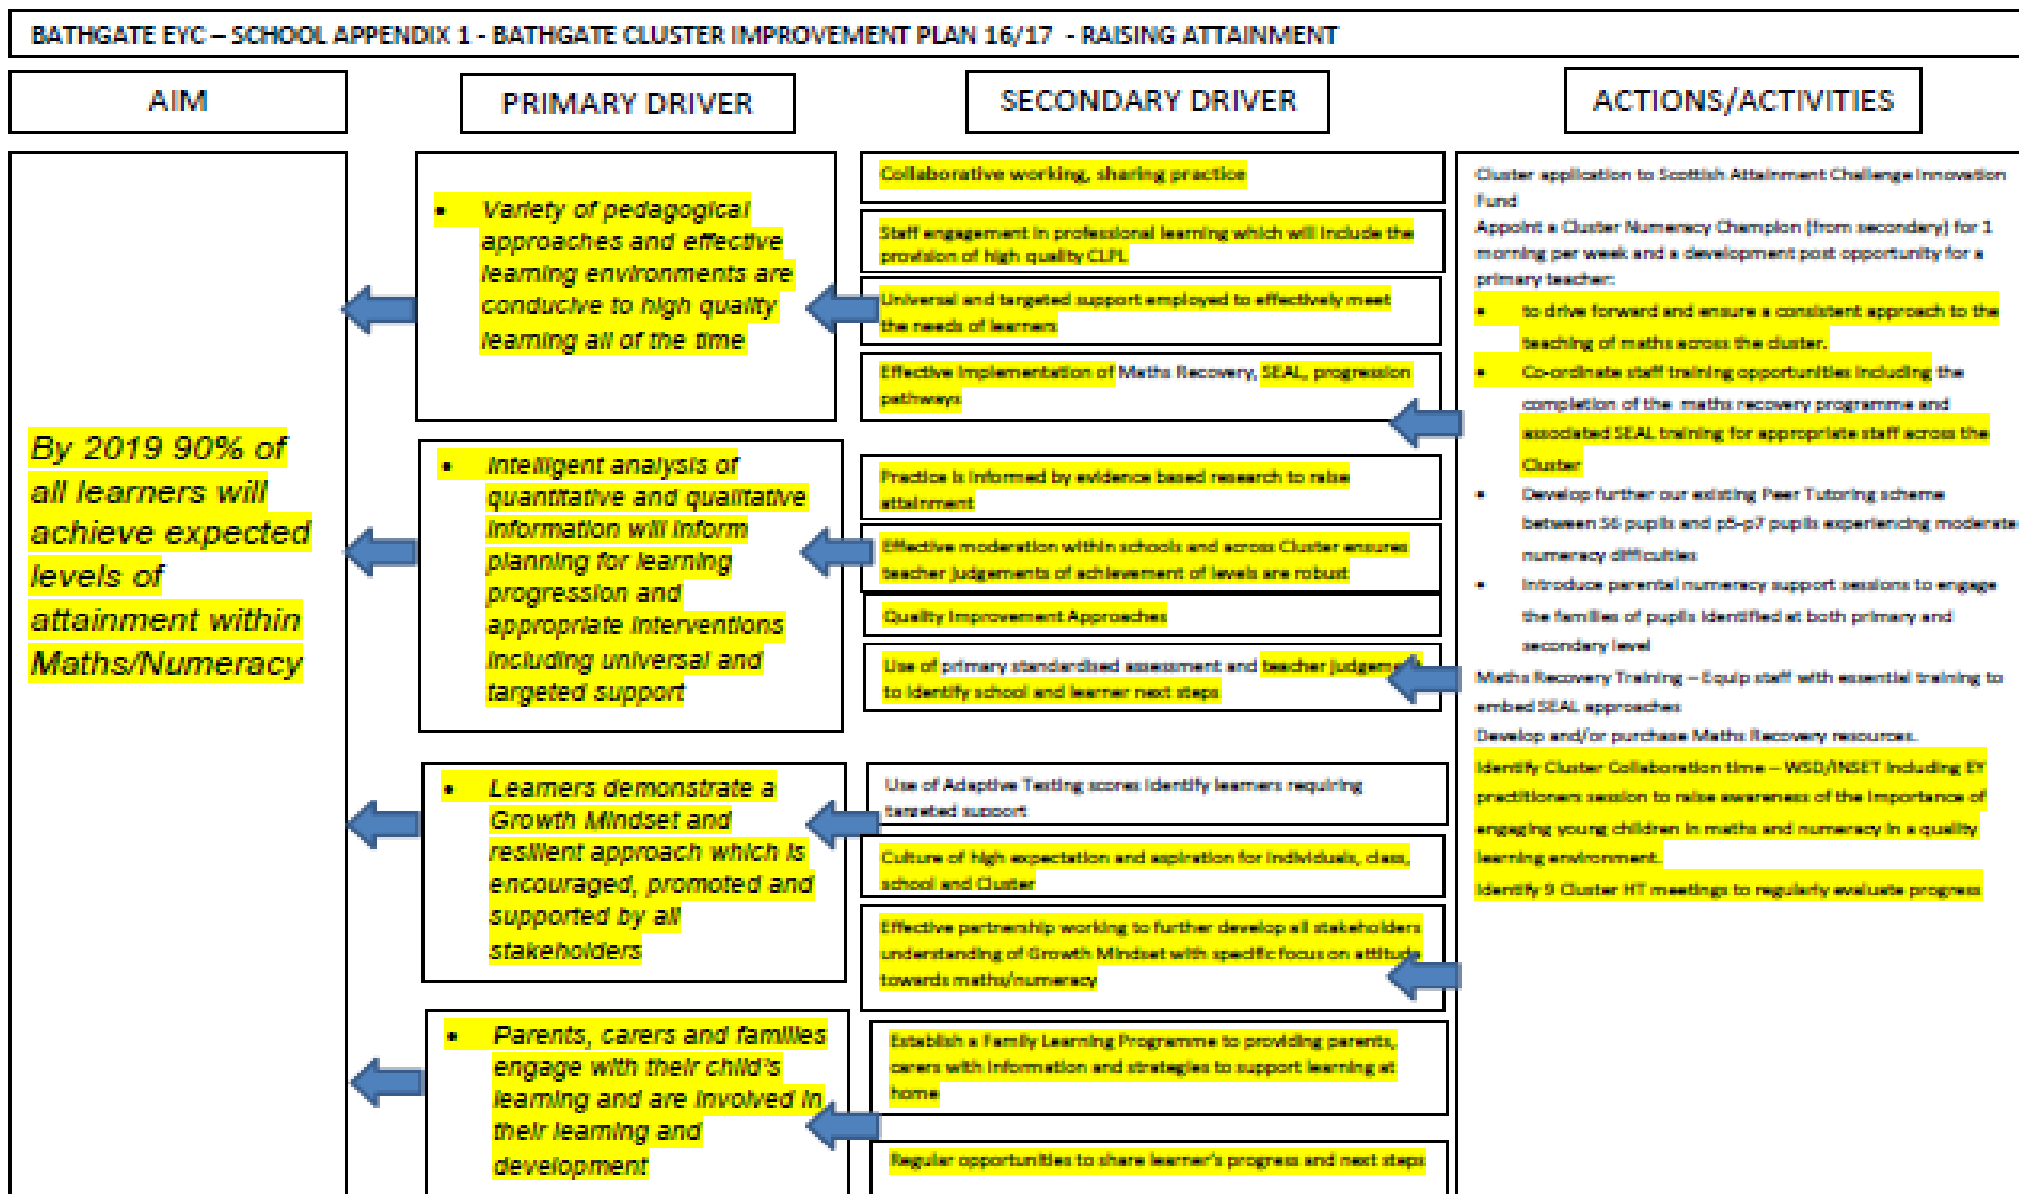 BATHGATE EYC – SCHOOL APPENDIX 1 - BATHGATE CLUSTER IMPROVEMENT PLAN 16/17 - RAISING ATTAINMENT
AIM
PRIMARY DRIVER
SECONDARY DRIVER
ACTIONS/ACTIVITIES
By 2019 90% of
all learners will
achieve expected
levels of
attainment within
Maths/Numeracy
• Variety of pedagogical
approaches and effective
learning environments are
conducive to high quality
learning all of the time
• Intelligent analysis of
quantitative and qualitative
information will inform
planning for learning
progression and
appropriate interventions
including universal and
targeted support
• Learners demonstrate a
Growth Mindset and
resilient approach which is
encouraged, promoted and
supported by all
stakeholders
• Parents, carers and families
engage with their child's
learning and are involved in
their learning and
development
Collaborative working, sharing practice
Staff engagement in professional learning which will include the
provision of high quality CLPL
Universal and targeted support employed to effectively meet
the needs of learners
Effective implementation of Maths Recovery, SEAL, progression
pathways
Practice is informed by evidence based research to raise
attainment
Effective moderation within schools and across Cluster ensures
teacher judgements of achievement of levels are robust
Quality Improvement Approaches
Use of primary standardised assessment and teacher judgement
to identify school and learner next steps
Use of Adaptive Testing scores identify learners requiring
targeted support
Culture of high expectation and aspiration for individuals, class,
school and Cluster
Effective partnership working to further develop all stakeholders
understanding of Growth Mindset with specific focus on attitude
towards maths/numeracy
Establish a Family Learning Programme to providing parents,
carers with information and strategies to support learning at
home
Regular opportunities to share learner's progress and next steps
Cluster application to Scottish Attainment Challenge Innovation
Fund
Appoint a Cluster Numeracy Champion (from secondary) for 1
morning per week and a development post opportunity for a
primary teacher:
• to drive forward and ensure a consistent approach to the
teaching of maths across the cluster.
• Co-ordinate staff training opportunities including the
completion of the maths recovery programme and
associated SEAL training for appropriate staff across the
Cluster
• Develop further our existing Peer Tutoring scheme
between S6 pupils and p5-p7 pupils experiencing moderate
numeracy difficulties
• Introduce parental numeracy support sessions to engage
the families of pupils identified at both primary and
secondary level
Maths Recovery Training – Equip staff with essential training to
embed SEAL approaches
Develop and/or purchase Maths Recovery resources.
Identify Cluster Collaboration time – WSD/INSET including EY
practitioners session to raise awareness of the importance of
engaging young children in maths and numeracy in a quality
learning environment.
Identify 9 Cluster HT meetings to regularly evaluate progress